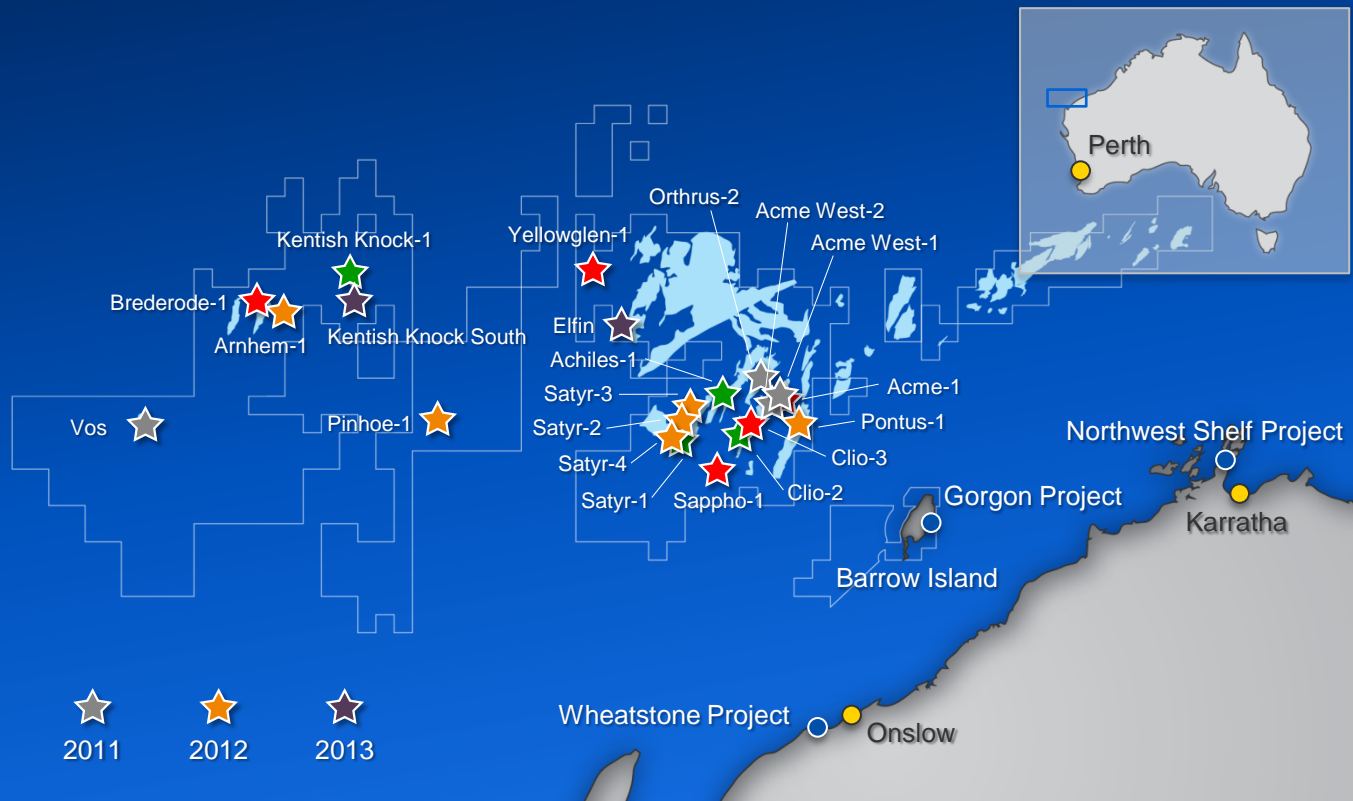 Perth
Orthrus-2
Acme West-2
Acme West-1
Yellowglen-1
Kentish Knock-1
Brederode-1
Elfin
Arnhem-1
Kentish Knock South
Achiles-1
Acme-1
Satyr-3
Vos
Pinhoe-1
Satyr-2
Pontus-1
Northwest Shelf Project
Satyr-4
Clio-3
Satyr-1
Sappho-1
Clio-2
Gorgon Project
Karratha
Barrow Island
Wheatstone Project
Onslow
2011
2012
2013